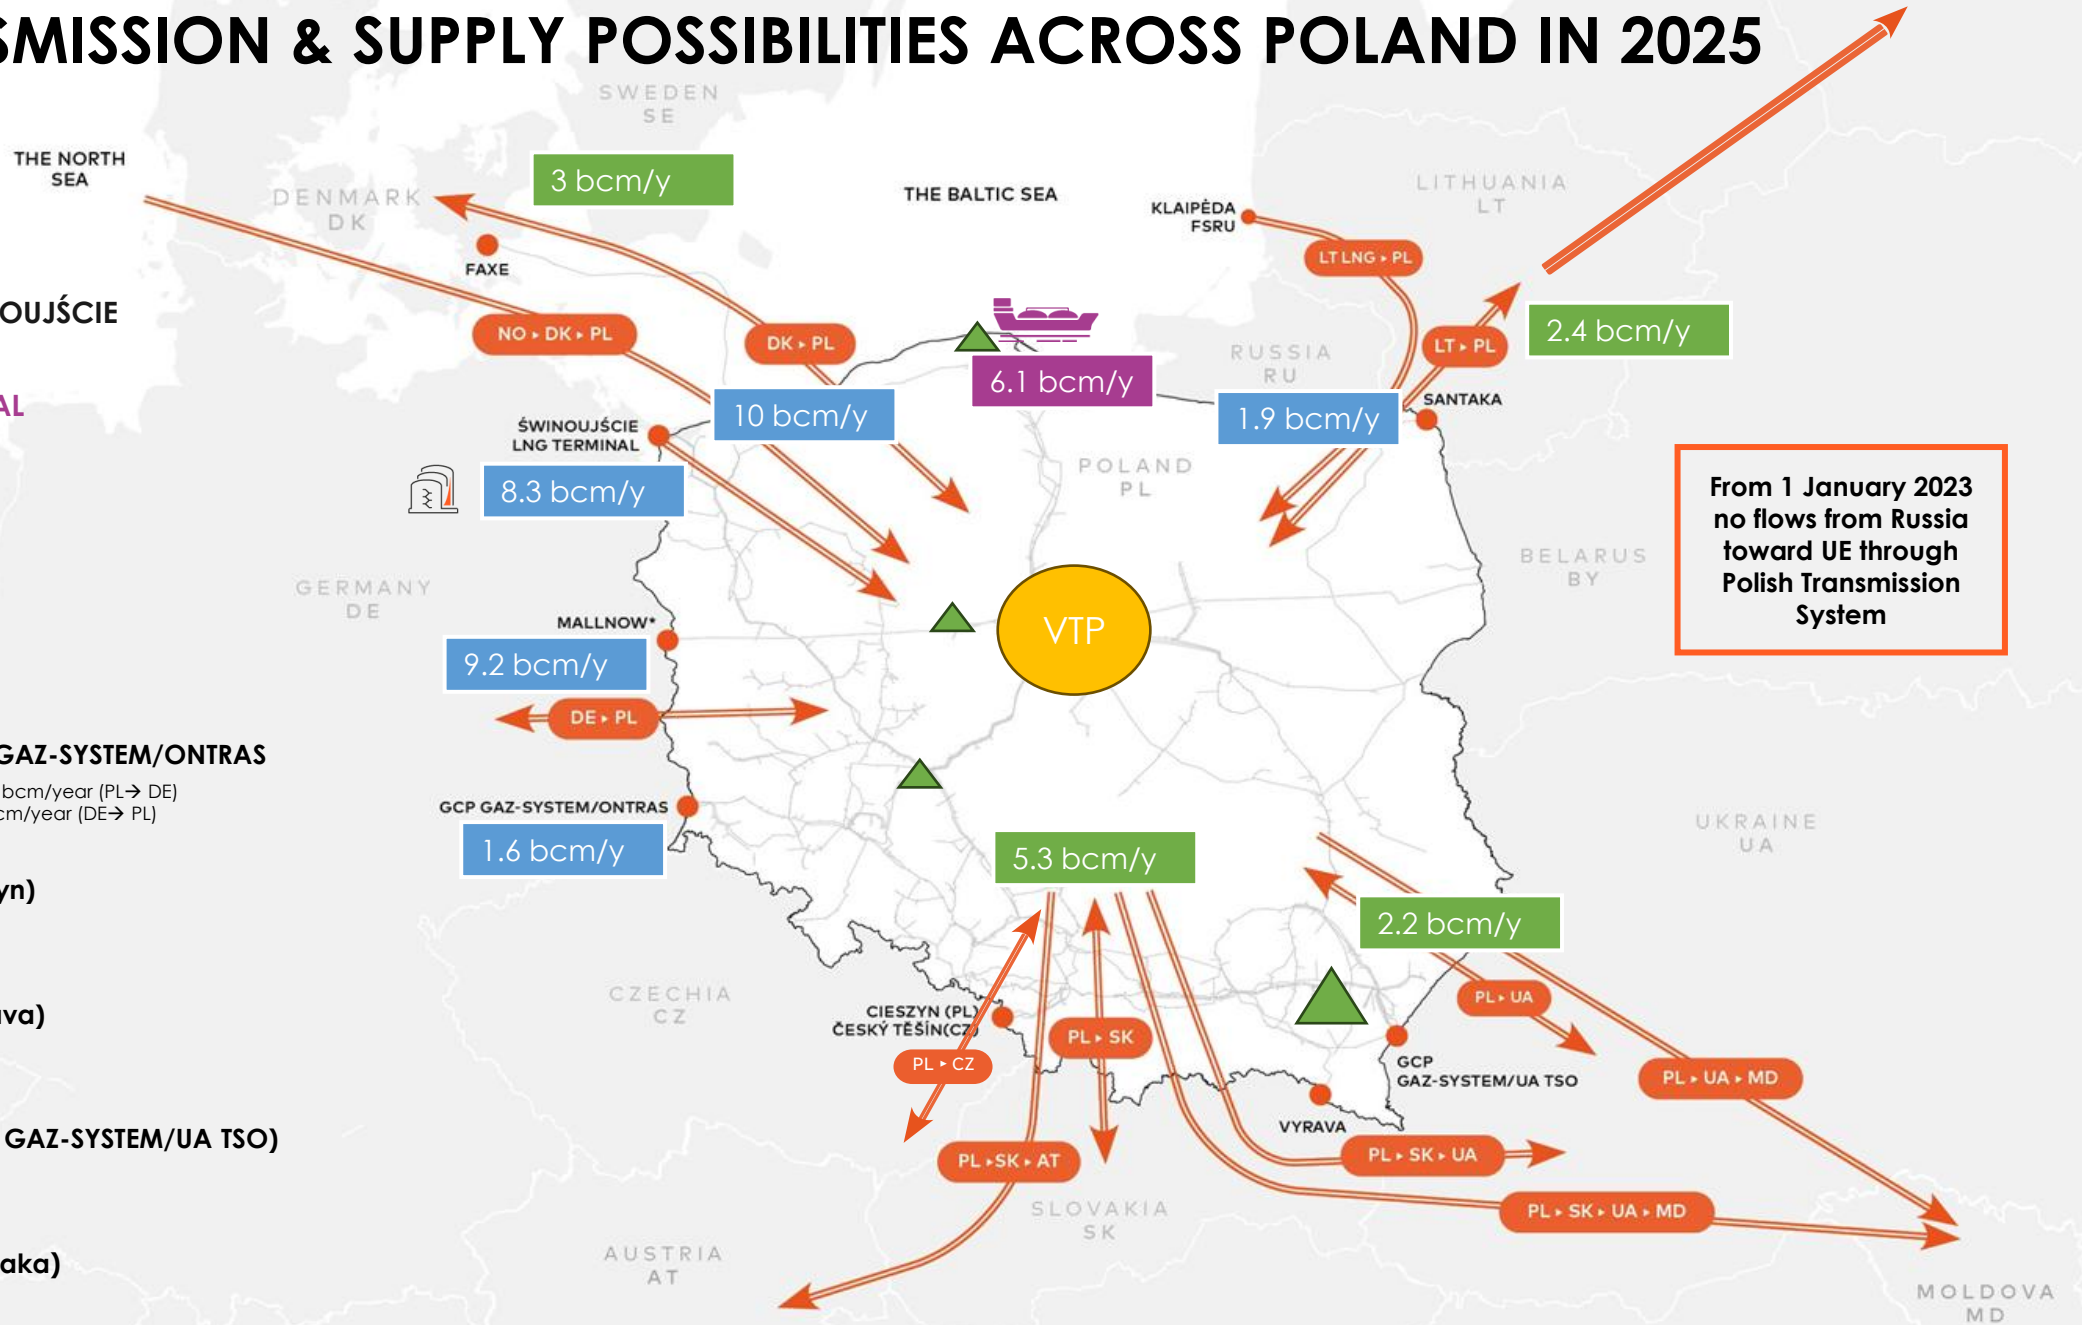 SMISSION & SUPPLY POSSIBILITIES ACROSS POLAND IN 2025
SWEDEN
SE
THE NORTH
SEA
DENMARK
DK
3 bcm/y
THE BALTIC SEA
KLAIPĖDA
FSRU
LITHUANIA
LT
FAXE
LT LNG ▸ PL
OUJŚCIE
NO ▸ DK ▸ PL
DK ▸ PL
LT ▸ PL
2.4 bcm/y
RUSSIA
RU
6.1 bcm/y
AL
10 bcm/y
1.9 bcm/y
SANTAKA
ŚWINOUJŚCIE
LNG TERMINAL
8.3 bcm/y
POLAND
PL
From 1 January 2023
no flows from Russia
toward UE through
Polish Transmission
System
BELARUS
BY
GERMANY
DE
MALLNOW*
VTP
9.2 bcm/y
DE ▸ PL
GAZ-SYSTEM/ONTRAS
bcm/year (PL→ DE)
cm/year (DE→ PL)
GCP GAZ-SYSTEM/ONTRAS
1.6 bcm/y
5.3 bcm/y
UKRAINE
UA
yn)
2.2 bcm/y
CZECHIA
CZ
CIESZYN (PL)
ČESKÝ TĚŠÍN(CZ)
PL ▸ UA
ava)
PL ▸ SK
PL ▸ CZ
GCP
GAZ-SYSTEM/UA TSO
PL ▸ UA ▸ MD
VYRAVA
GAZ-SYSTEM/UA TSO)
PL ▸ SK ▸ AT
PL ▸ SK ▸ UA
SLOVAKIA
SK
PL ▸ SK ▸ UA ▸ MD
AUSTRIA
AT
aka)
MOLDOVA
MD